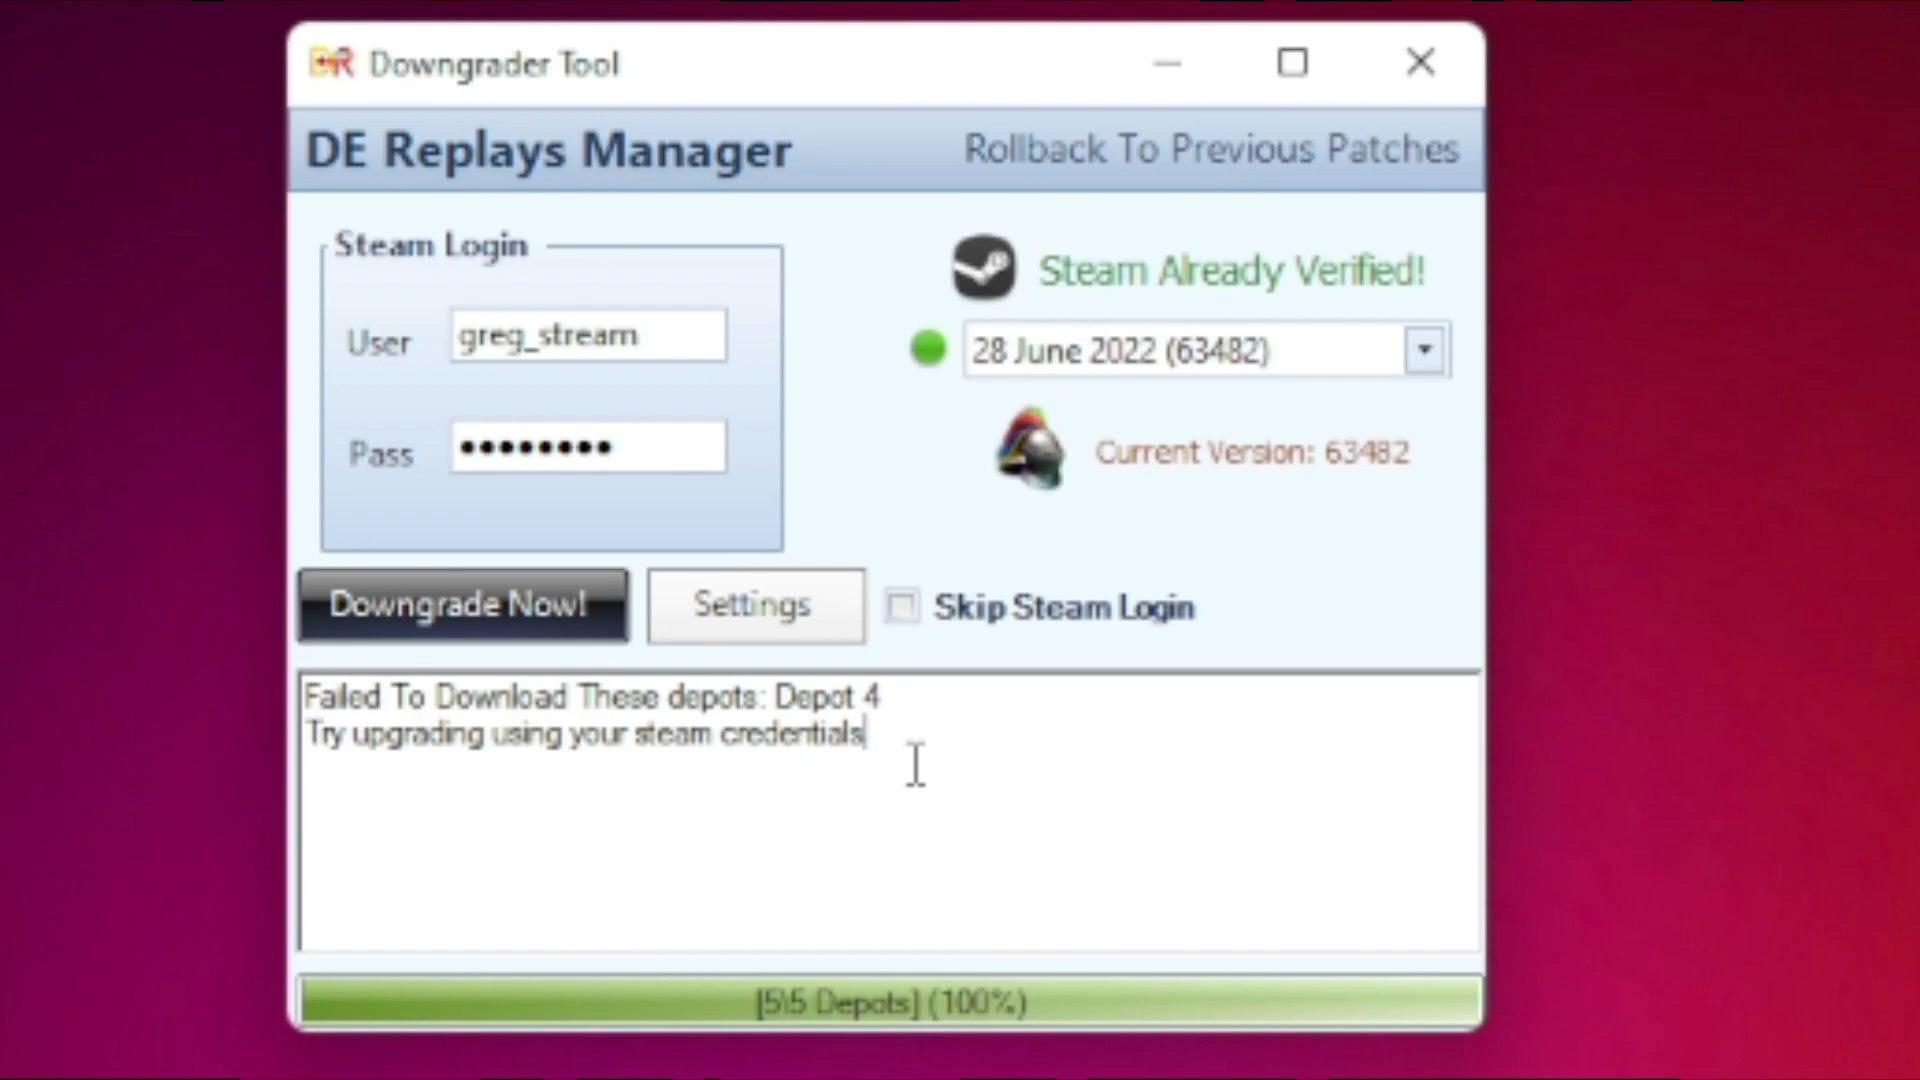 Downgrader Tool
DE Replays Manager
Rollback To Previous Patches
Steam Login
User
greg_stream
Pass
••••••••
Steam Already Verified!
28 June 2022 (63482)
Current Version: 63482
Downgrade Now!
Settings
Skip Steam Login
Failed To Download These depots: Depot 4
Try upgrading using your steam credentials
[5\5 Depots] (100%)